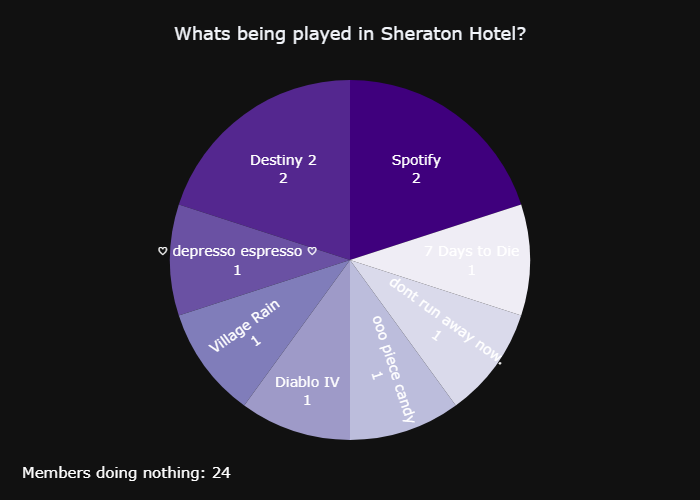 Whats being played in Sheraton Hotel?
Destiny 2
2
Spotify
2
♡ depresso espresso ♡
1
7 Days to Die
1
Village Rain
1
dont run away now.
1
Diablo IV
1
ooo piece candy
1
Members doing nothing: 24